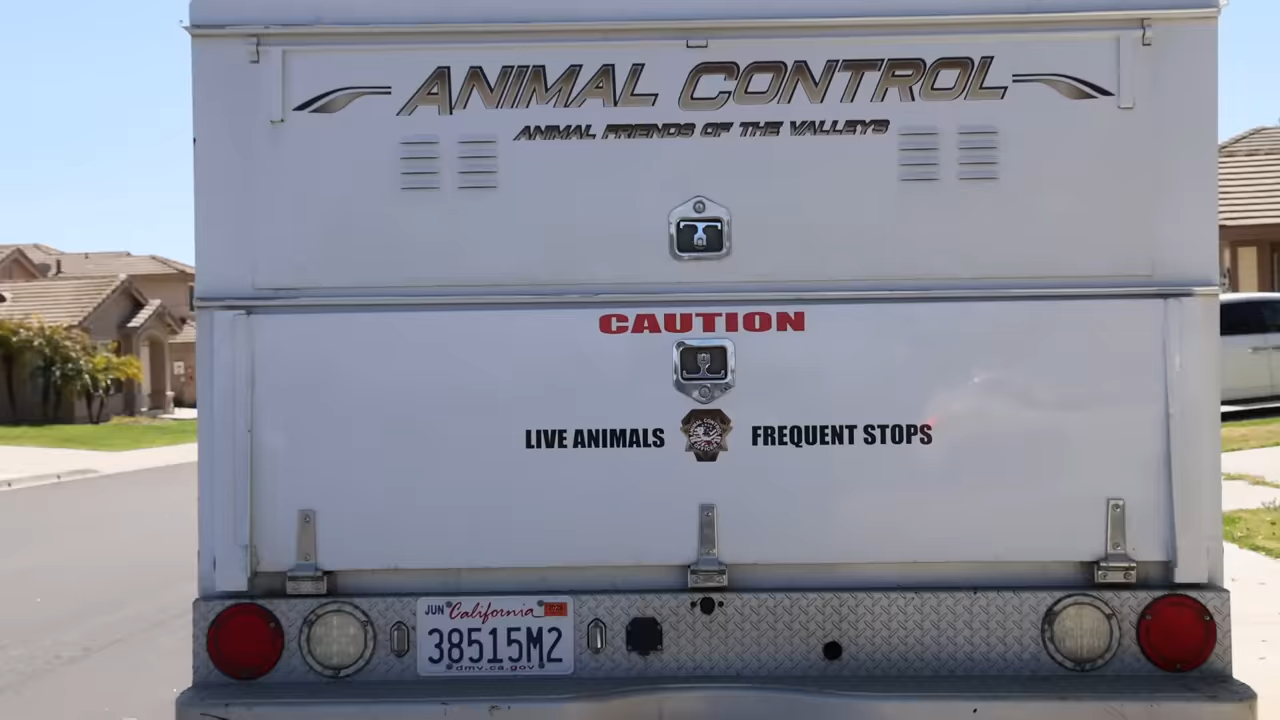 ANIMAL CONTROL
ANIMAL FRIENDS OF THE VALLEYS
CAUTION
LIVE ANIMALS FREQUENT STOPS
JUN California
38515M2
dmv.ca.gov